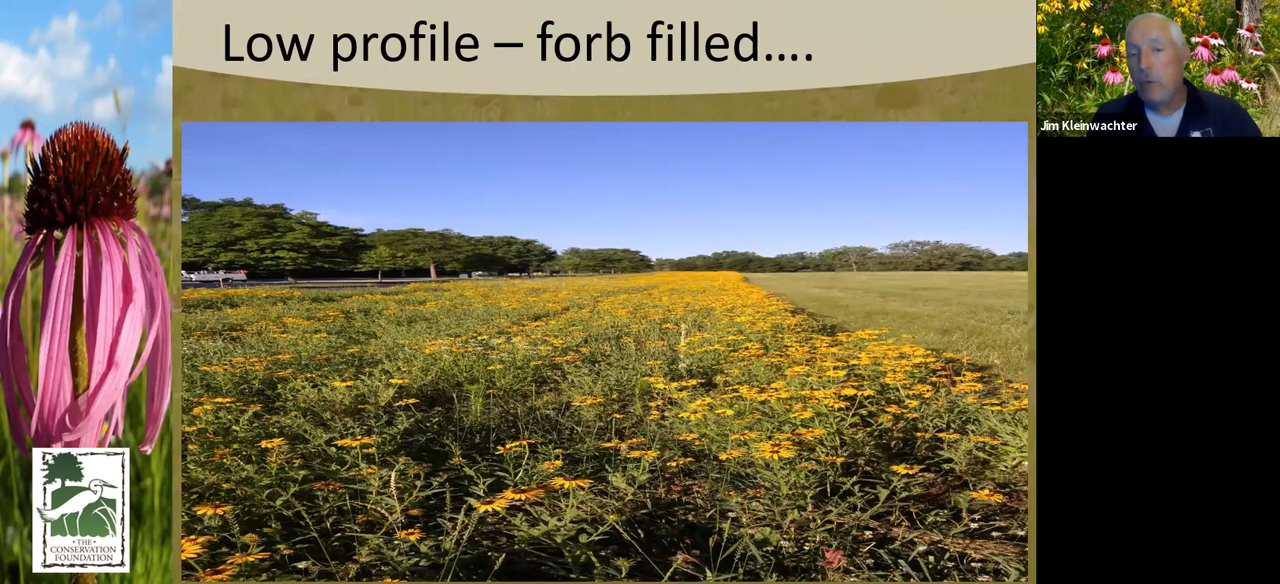 Low profile – forb filled....
Jim Kleinwachter
• THE •
CONSERVATION
FOUNDATION